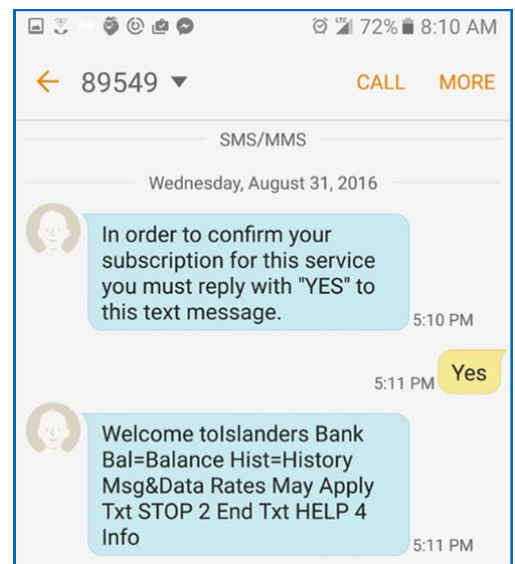 72% 8:10 AM
89549 CALL MORE
SMS/MMS
Wednesday, August 31, 2016
In order to confirm your
subscription for this service
you must reply with "YES" to
this text message.
5:10 PM
Yes
5:11 PM
Welcome toIslanders Bank
Bal=Balance Hist=History
Msg&Data Rates May Apply
Txt STOP 2 End Txt HELP 4
Info
5:11 PM